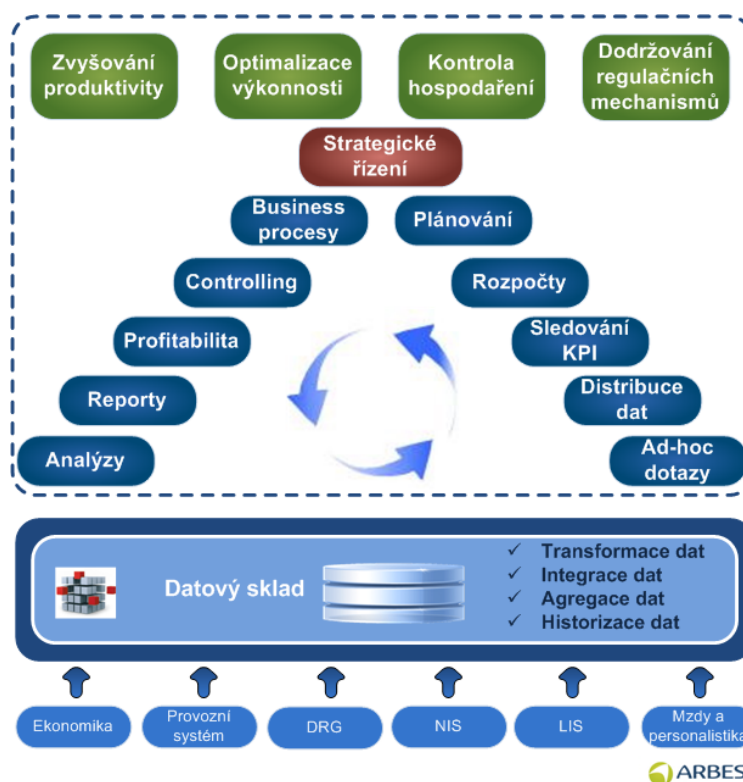 Zvyšování
produktivity
Optimalizace
výkonnosti
Kontrola
hospodaření
Dodržování
regulačních
mechanismů
Strategické
řízení
Business
procesy
Plánování
Controlling
Rozpočty
Profitabilita
Sledování
KPI
Reporty
Distribuce
dat
Analýzy
Ad-hoc
dotazy
Datový sklad
✓ Transformace dat
✓ Integrace dat
✓ Agregace dat
✓ Historizace dat
Ekonomika
Provozní
systém
DRG
NIS
LIS
Mzdy a
personalistika
ARBES